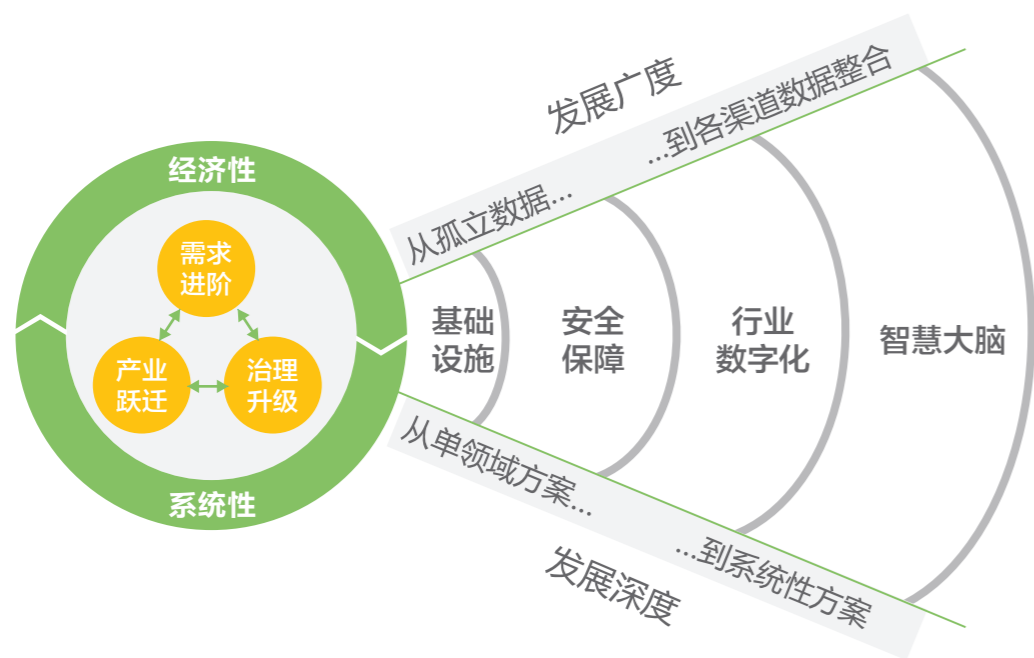 经济性
需求
进阶
产业
跃迁
治理
升级
系统性
发展广度
从孤立数据...
...到各渠道数据整合
基础
设施
安全
保障
行业
数字化
智慧大脑
从单领域方案...
...到系统性方案
发展深度